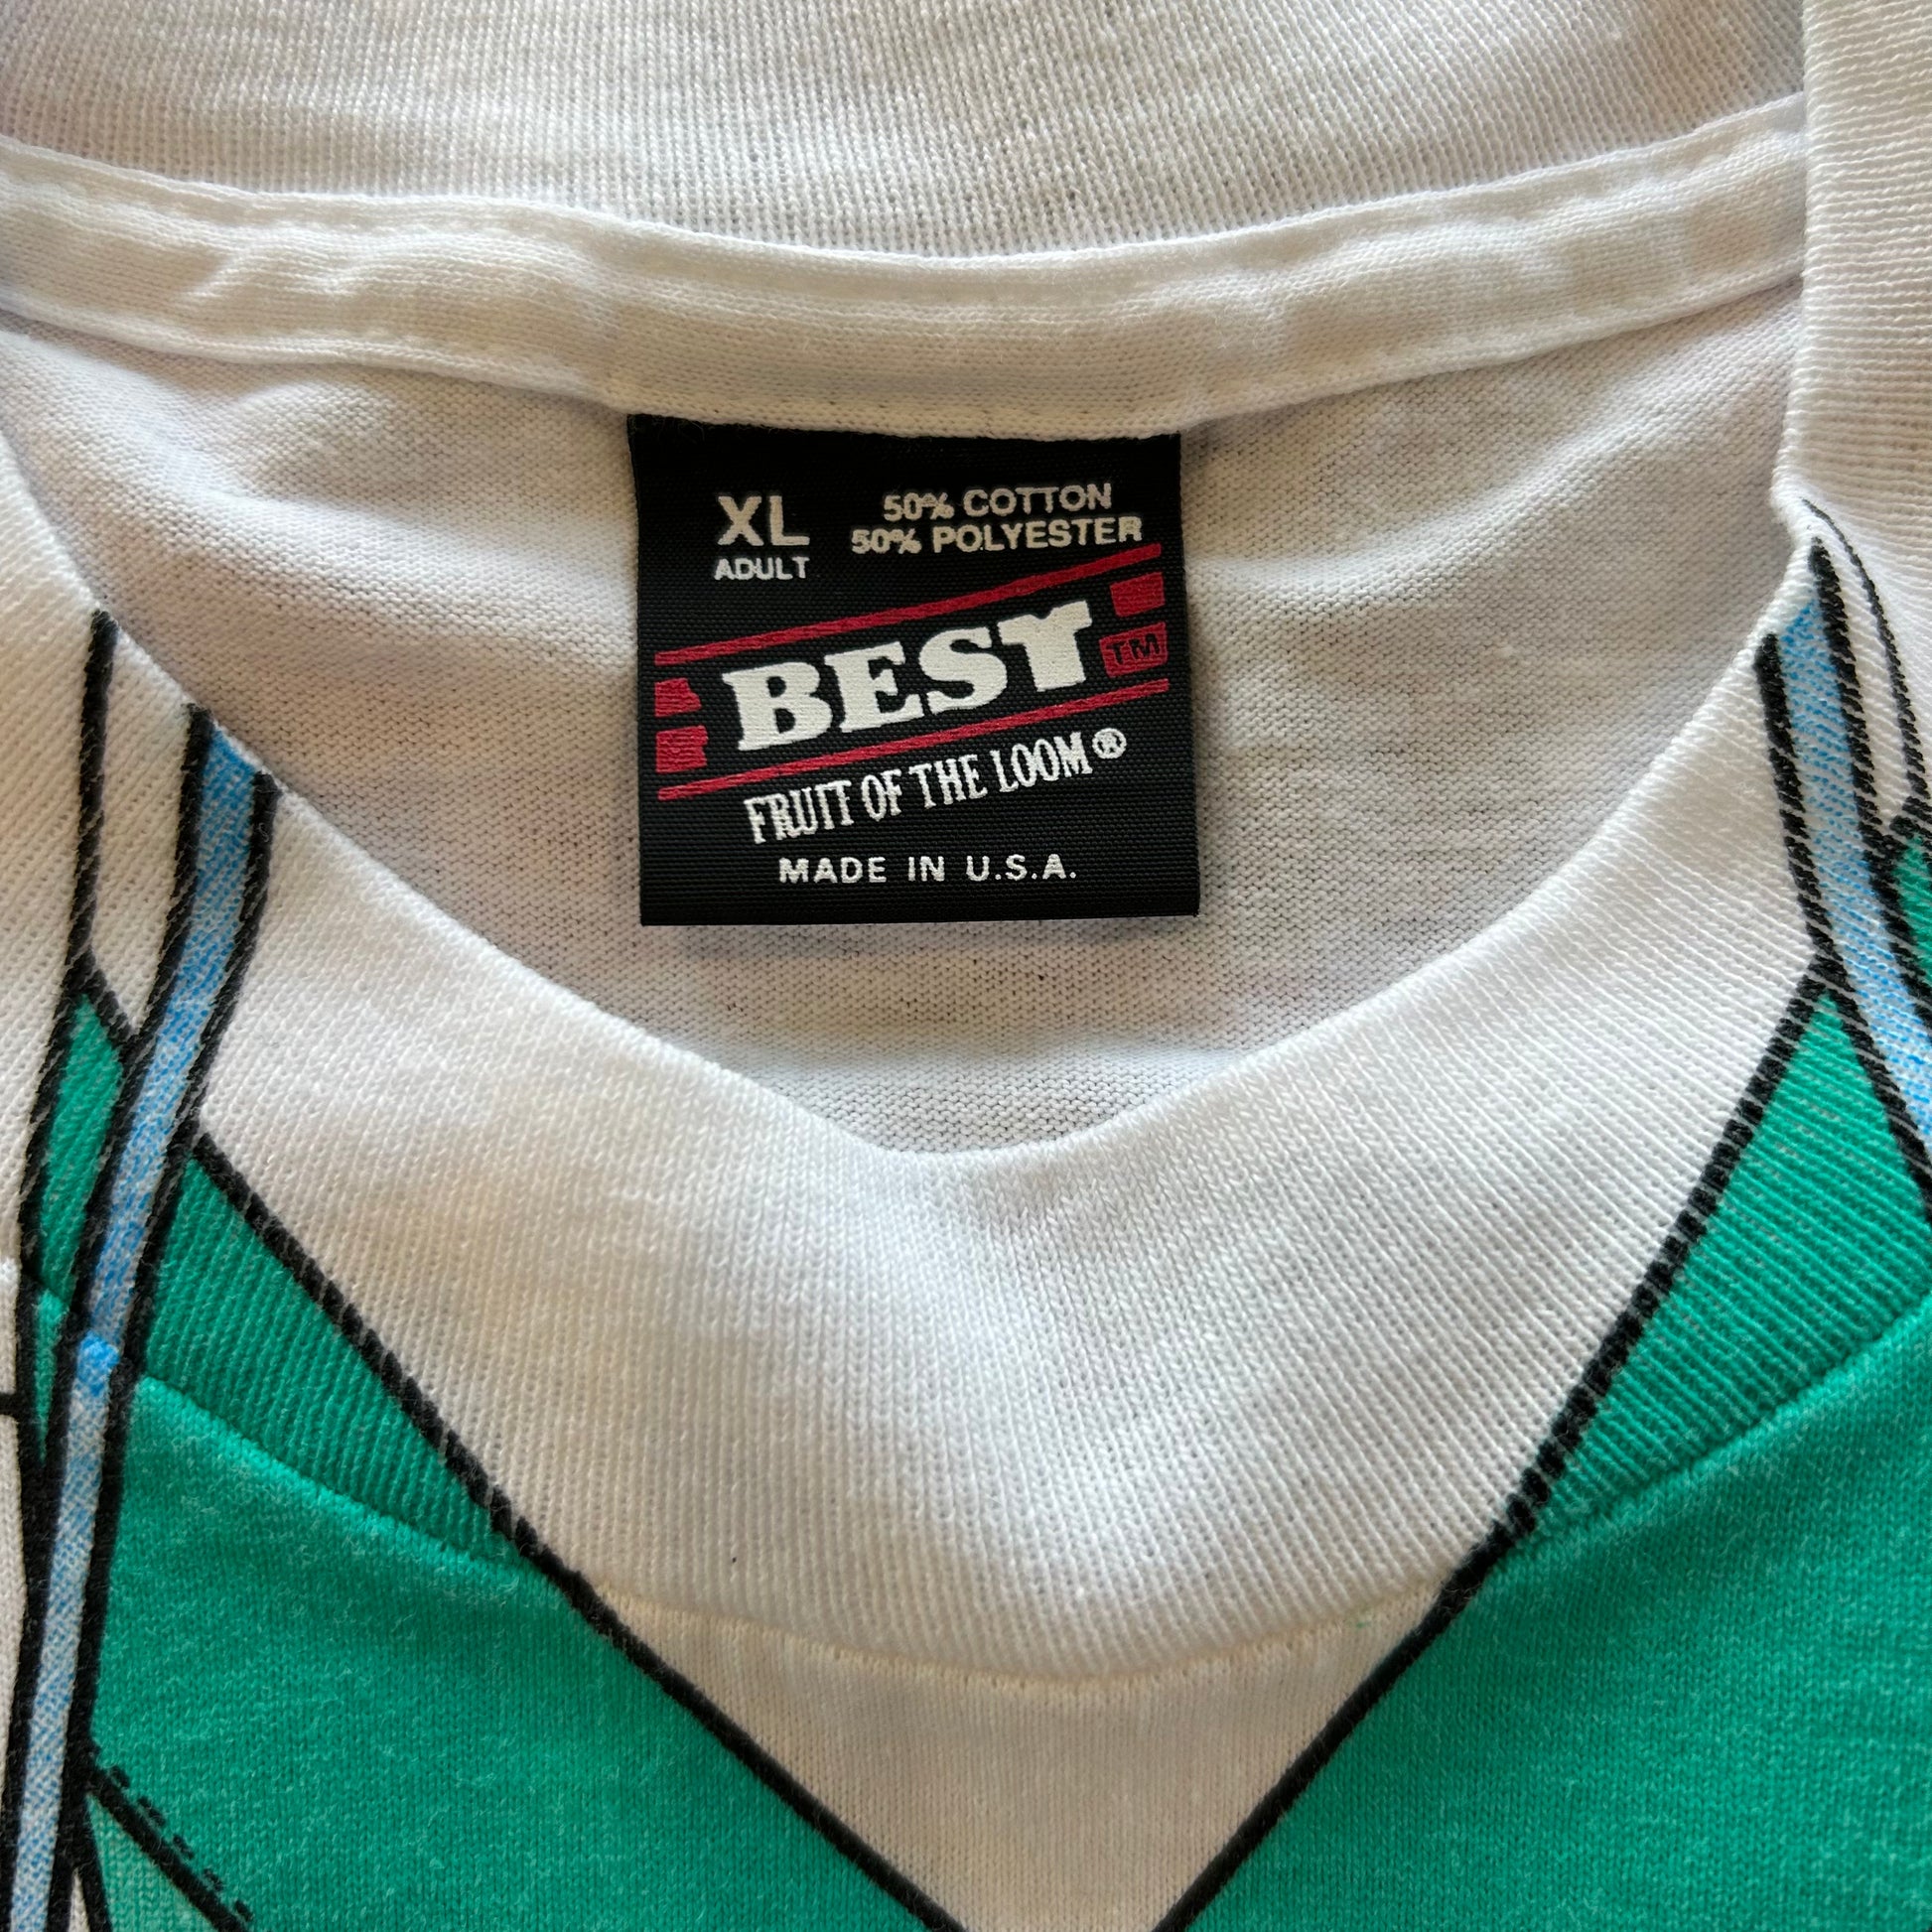 XL
ADULT
50% COTTON
50% POLYESTER
BEST TM
FRUIT OF THE LOOM®
MADE IN U.S.A.